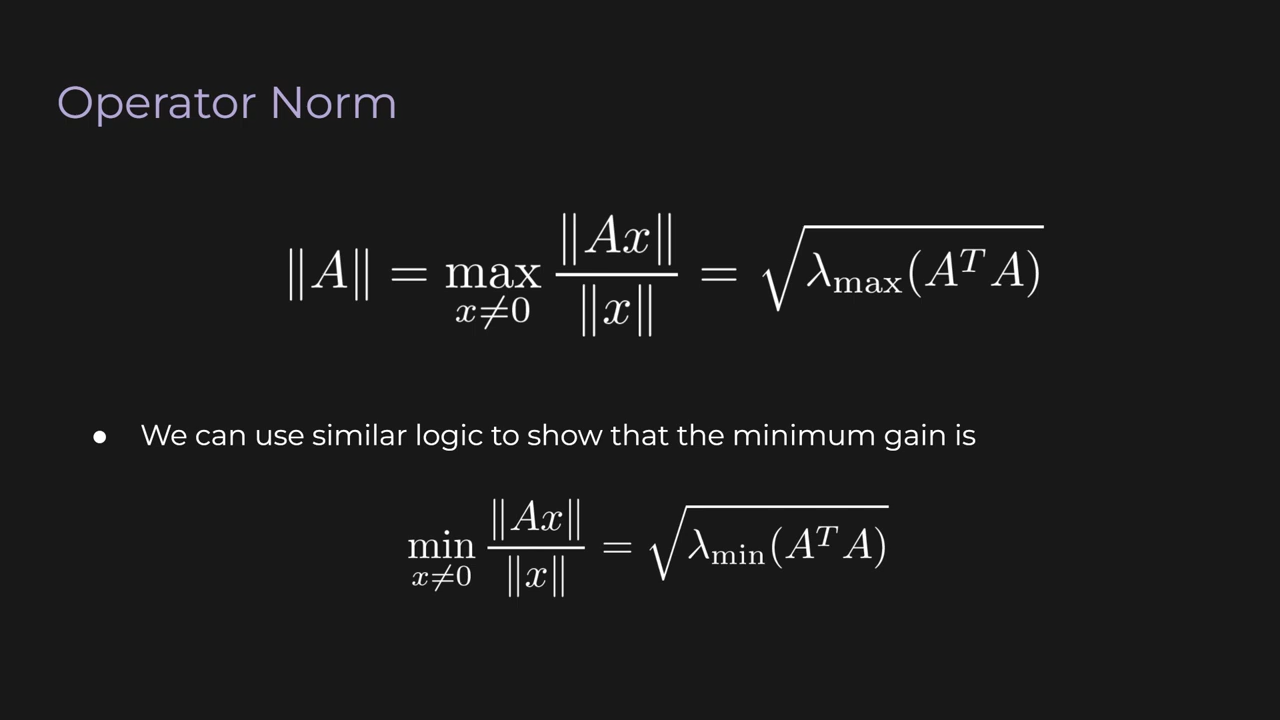 Operator Norm
‖A‖ = max_{x≠0} ‖Ax‖/‖x‖ = √(λ_max(A^T A))
● We can use similar logic to show that the minimum gain is
min_{x≠0} ‖Ax‖/‖x‖ = √(λ_min(A^T A))